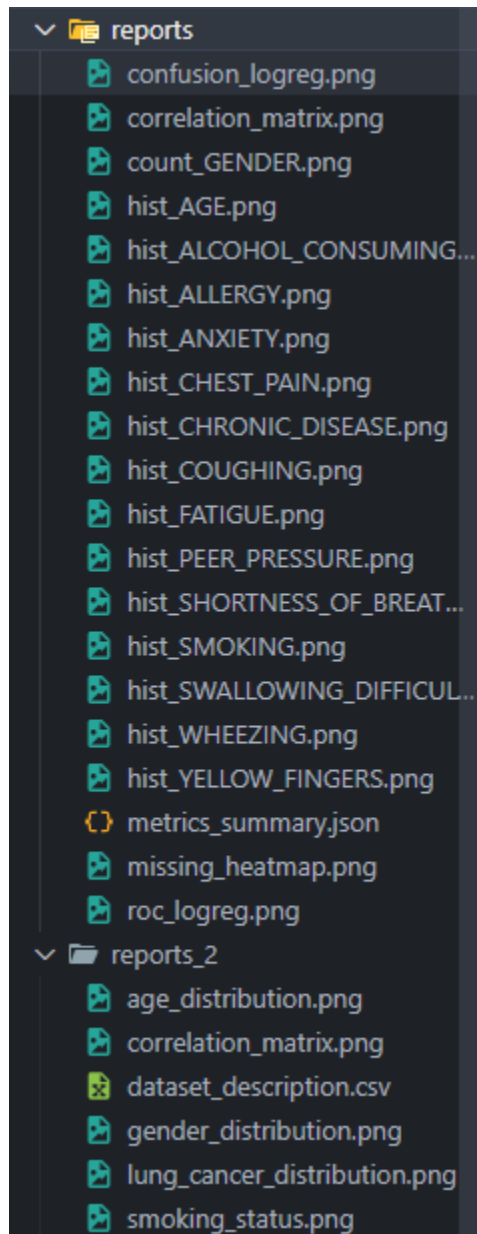 reports
confusion_logreg.png
correlation_matrix.png
count_GENDER.png
hist_AGE.png
hist_ALCOHOL_CONSUMING...
hist_ALLERGY.png
hist_ANXIETY.png
hist_CHEST_PAIN.png
hist_CHRONIC_DISEASE.png
hist_COUGHING.png
hist_FATIGUE.png
hist_PEER_PRESSURE.png
hist_SHORTNESS_OF_BREAT...
hist_SMOKING.png
hist_SWALLOWING_DIFFICUL...
hist_WHEEZING.png
hist_YELLOW_FINGERS.png
metrics_summary.json
missing_heatmap.png
roc_logreg.png
reports_2
age_distribution.png
correlation_matrix.png
dataset_description.csv
gender_distribution.png
lung_cancer_distribution.png
smoking_status.png